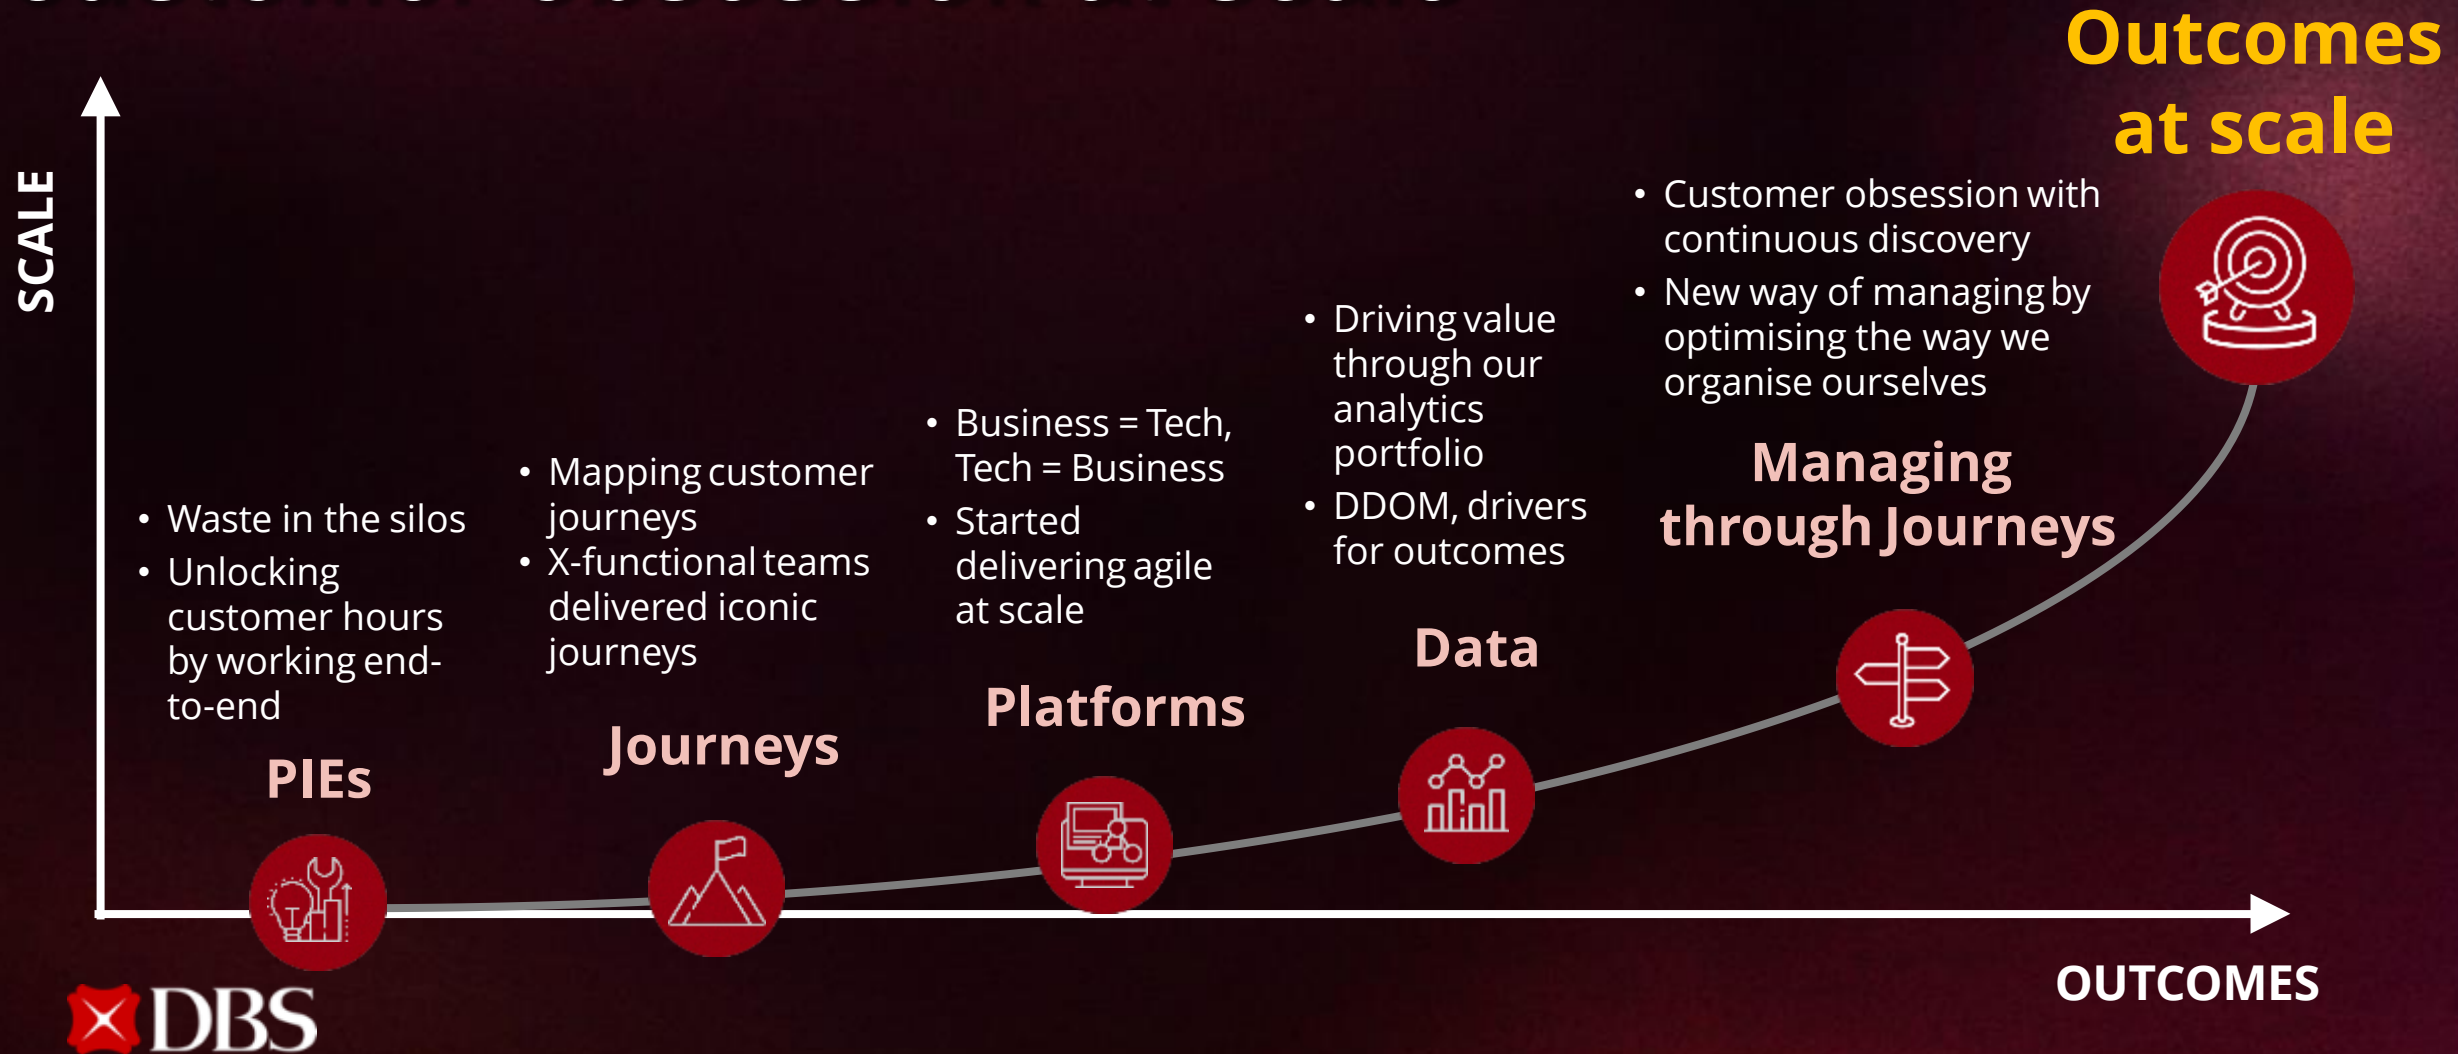 Outcomes
at scale
SCALE
• Customer obsession with
continuous discovery
• New way of managing by
optimising the way we
organise ourselves
Managing
through Journeys
• Driving value
through our
analytics
portfolio
• DDOM, drivers
for outcomes
Data
• Business = Tech,
Tech = Business
• Started
delivering agile
at scale
Platforms
• Mapping customer
journeys
• X-functional teams
delivered iconic
journeys
Journeys
• Waste in the silos
• Unlocking
customer hours
by working end-
to-end
PIEs
OUTCOMES
DBS